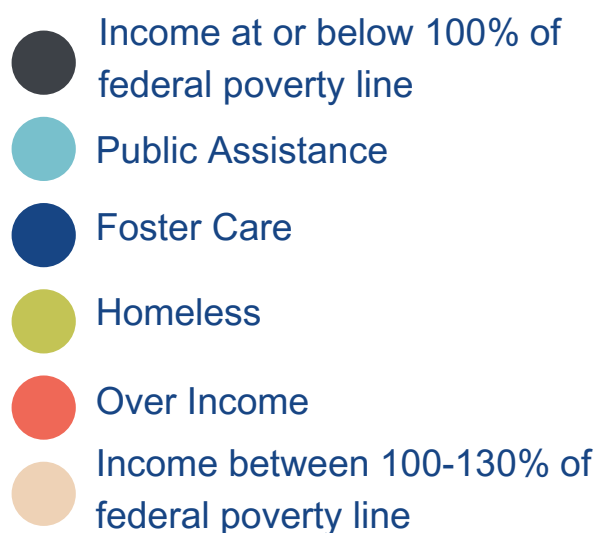 Income at or below 100% of
federal poverty line
Public Assistance
Foster Care
Homeless
Over Income
Income between 100-130% of
federal poverty line